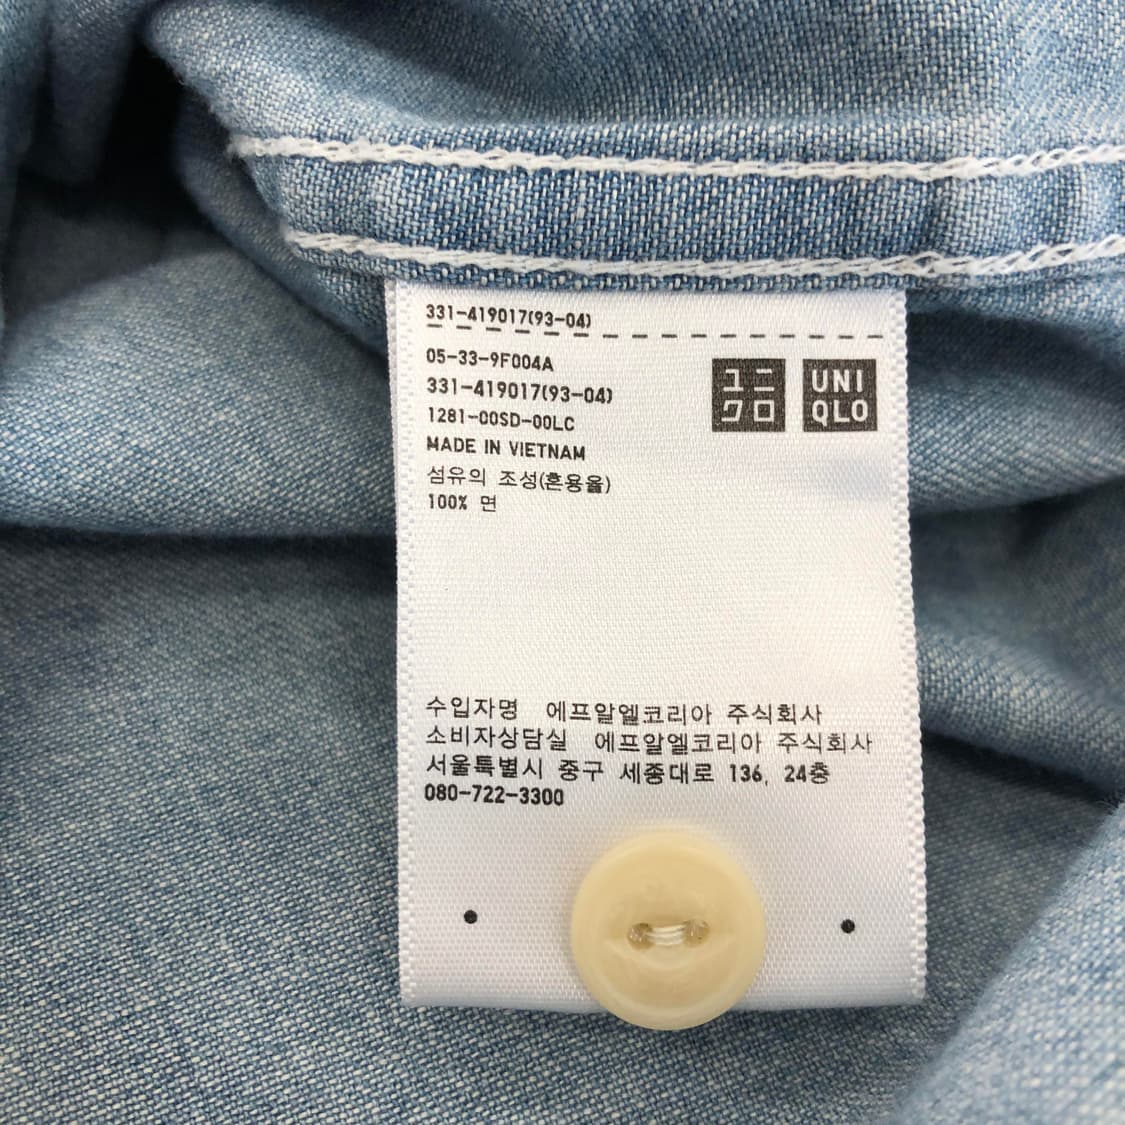 331-419017(93-04)
05-33-9F004A
331-419017(93-04)
1281-00SD-00LC
MADE IN VIETNAM
섬유의 조성(혼용율)
100% 면
ユニ
クロ
UNI
QLO
수입자명 에프알엘코리아 주식회사
소비자상담실 에프알엘코리아 주식회사
서울특별시 중구 세종대로 136, 24층
080-722-3300